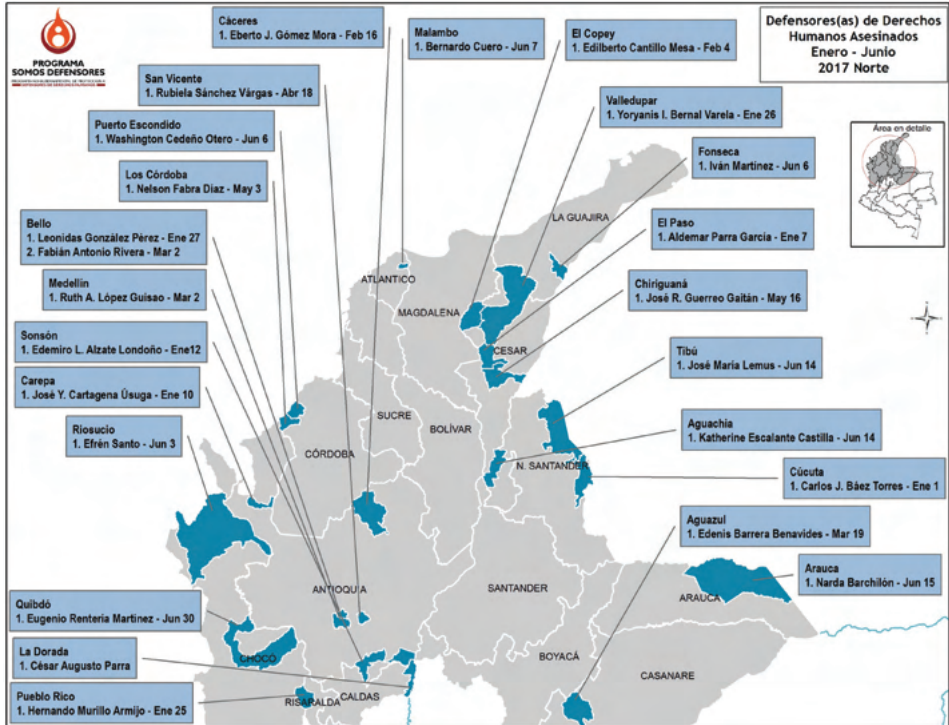 PROGRAMA
SOMOS DEFENSORES
Defensores(as) de Derechos
Humanos Asesinados
Enero - Junio
2017 Norte
Área en detalle
Cáceres
1. Eberto J. Gómez Mora - Feb 16
Malambo
1. Bernardo Cuero - Jun 7
El Copey
1. Edilberto Cantillo Mesa - Feb 4
San Vicente
1. Rubiela Sánchez Várgas - Abr 18
Valledupar
1. Yoryanis I. Bernal Varela - Ene 26
Puerto Escondido
1. Washington Cedeño Otero - Jun 6
Fonseca
1. Iván Martínez - Jun 6
Los Córdoba
1. Nelson Fabra Díaz - May 3
El Paso
1. Aldemar Parra García - Ene 7
Bello
1. Leonidas González Pérez - Ene 27
2. Fabián Antonio Rivera - Mar 2
Chiriguaná
1. José R. Guerreo Gaitán - May 16
Medellín
1. Ruth A. López Guisao - Mar 2
Sonsón
1. Edemiro L. Alzate Londoño - Ene12
Tibú
1. José María Lemus - Jun 14
Carepa
1. José Y. Cartagena Úsuga - Ene 10
Riosucio
1. Efrén Santo - Jun 3
Aguachia
1. Katherine Escalante Castilla - Jun 14
Cúcuta
1. Carlos J. Báez Torres - Ene 1
Aguazul
1. Edenis Barrera Benavides - Mar 19
Arauca
1. Narda Barchilón - Jun 15
Quibdó
1. Eugenio Rentería Martínez - Jun 30
La Dorada
1. César Augusto Parra
Pueblo Rico
1. Hernando Murillo Armijo - Ene 25
LA GUAJIRA
ATLANTICO
MAGDALENA
CESAR
SUCRE
BOLÍVAR
CÓRDOBA
N. SANTANDER
ANTIOQUIA
SANTANDER
ARAUCA
CHOCÓ
BOYACÁ
CASANARE
RISARALDA
CALDAS